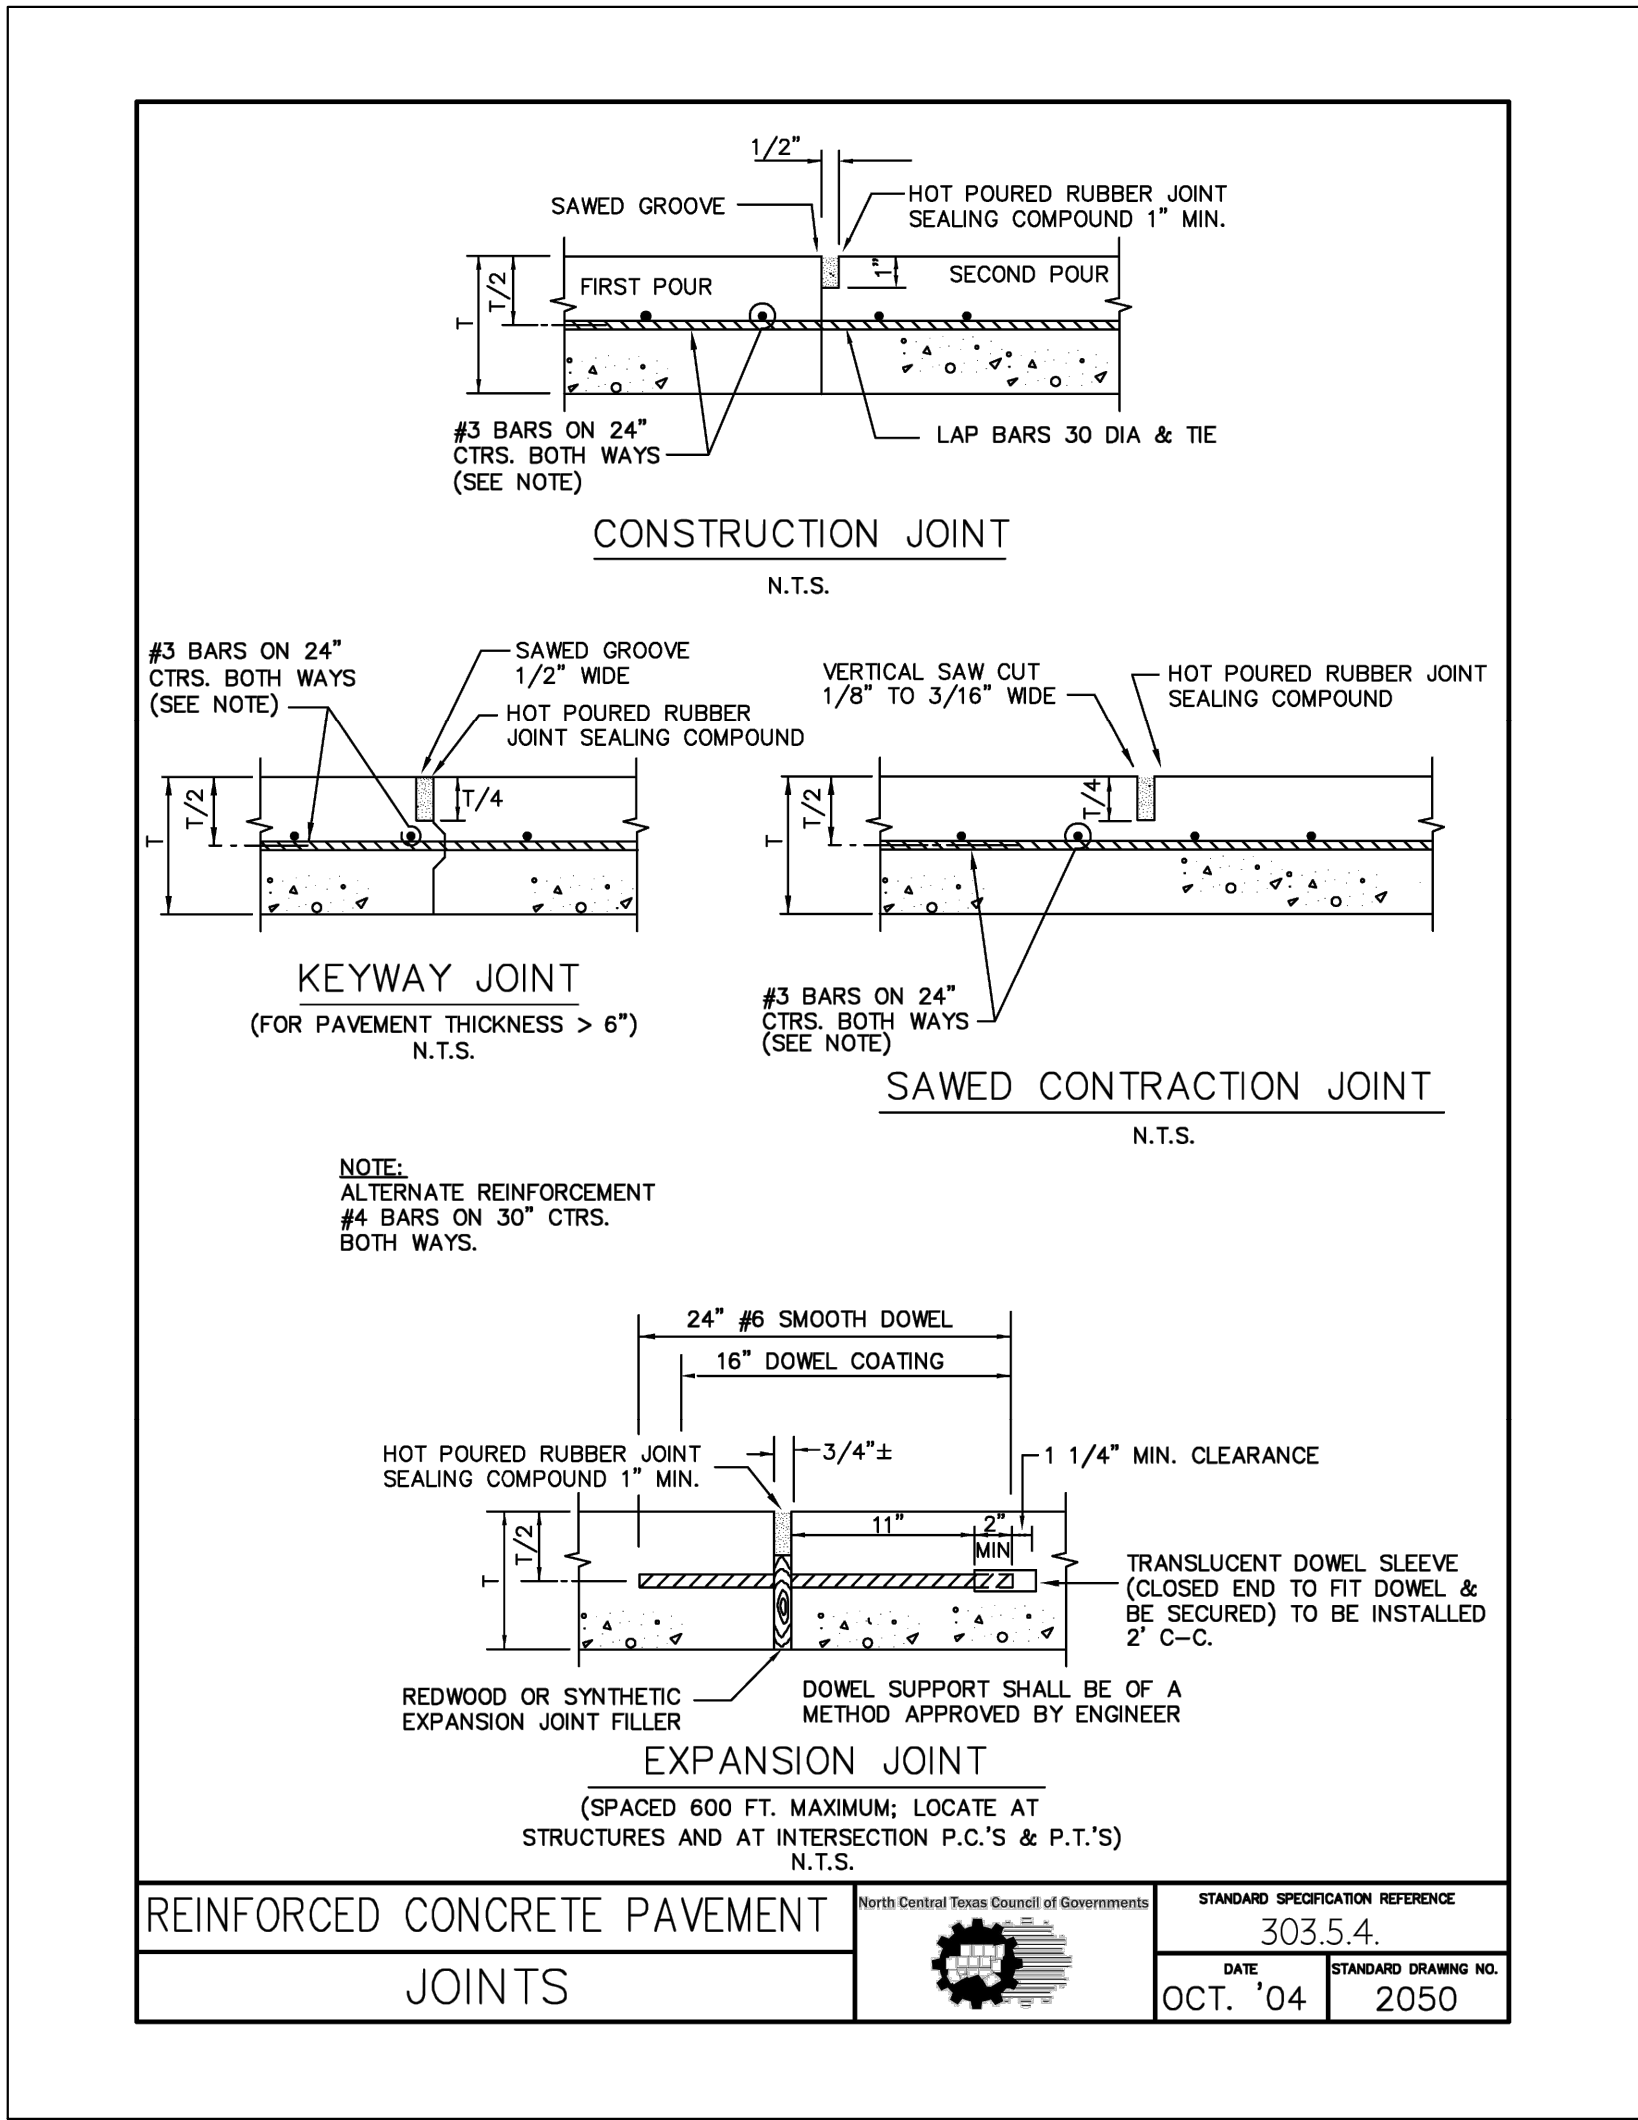 1/2"
SAWED GROOVE
HOT POURED RUBBER JOINT
SEALING COMPOUND 1" MIN.
T
T/2
FIRST POUR
1"
SECOND POUR
#3 BARS ON 24"
CTRS. BOTH WAYS
(SEE NOTE)
LAP BARS 30 DIA & TIE
CONSTRUCTION JOINT
N.T.S.
#3 BARS ON 24"
CTRS. BOTH WAYS
(SEE NOTE)
SAWED GROOVE
1/2" WIDE
HOT POURED RUBBER
JOINT SEALING COMPOUND
T
T/2
T/4
KEYWAY JOINT
(FOR PAVEMENT THICKNESS > 6")
N.T.S.
VERTICAL SAW CUT
1/8" TO 3/16" WIDE
HOT POURED RUBBER JOINT
SEALING COMPOUND
T
T/2
T/4
#3 BARS ON 24"
CTRS. BOTH WAYS
(SEE NOTE)
SAWED CONTRACTION JOINT
N.T.S.
NOTE:
ALTERNATE REINFORCEMENT
#4 BARS ON 30" CTRS.
BOTH WAYS.
24" #6 SMOOTH DOWEL
16" DOWEL COATING
HOT POURED RUBBER JOINT
SEALING COMPOUND 1" MIN.
3/4"±
1 1/4" MIN. CLEARANCE
T
T/2
11"
2"
MIN
TRANSLUCENT DOWEL SLEEVE
(CLOSED END TO FIT DOWEL &
BE SECURED) TO BE INSTALLED
2' C-C.
REDWOOD OR SYNTHETIC
EXPANSION JOINT FILLER
DOWEL SUPPORT SHALL BE OF A
METHOD APPROVED BY ENGINEER
EXPANSION JOINT
(SPACED 600 FT. MAXIMUM; LOCATE AT
STRUCTURES AND AT INTERSECTION P.C.'S & P.T.'S)
N.T.S.
REINFORCED CONCRETE PAVEMENT
JOINTS
North Central Texas Council of Governments
STANDARD SPECIFICATION REFERENCE
303.5.4.
DATE
OCT. '04
STANDARD DRAWING NO.
2050